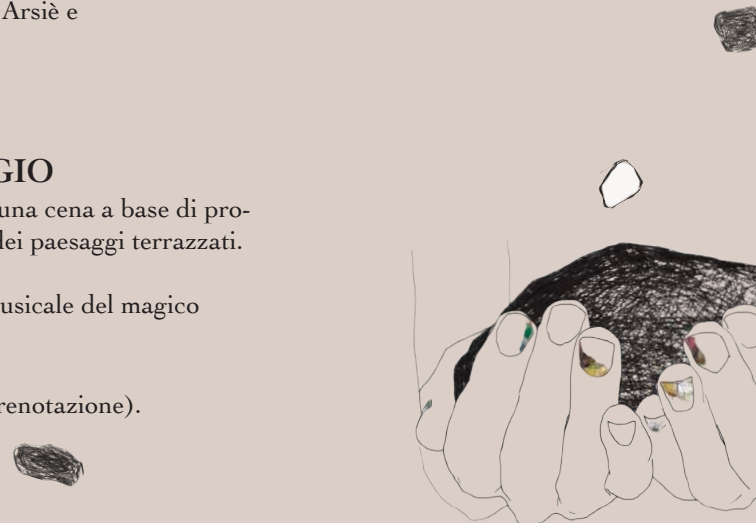 Arsiè e
GIO
una cena a base di pro-
dei paesaggi terrazzati.
usicale del magico
renotazione).